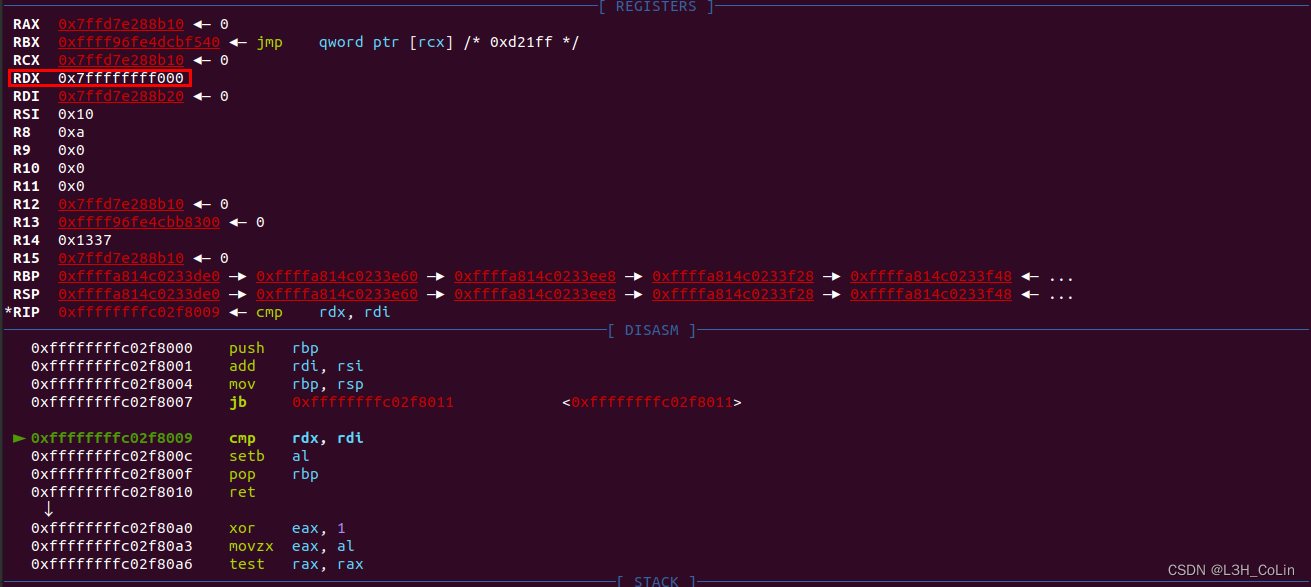 [ REGISTERS ]
RAX 0x7ffd7e288b10 ◂— 0
RBX 0xffff96fe4dcbf540 ◂— jmp qword ptr [rcx] /* 0xd21ff */
RCX 0x7ffd7e288b10 ◂— 0
RDX 0x7ffffffff000
RDI 0x7ffd7e288b20 ◂— 0
RSI 0x10
R8 0xa
R9 0x0
R10 0x0
R11 0x0
R12 0x7ffd7e288b10 ◂— 0
R13 0xffff96fe4cbb8300 ◂— 0
R14 0x1337
R15 0x7ffd7e288b10 ◂— 0
RBP 0xffffa814c0233de0 —▸ 0xffffa814c0233e60 —▸ 0xffffa814c0233ee8 —▸ 0xffffa814c0233f28 —▸ 0xffffa814c0233f48 ◂— ...
RSP 0xffffa814c0233de0 —▸ 0xffffa814c0233e60 —▸ 0xffffa814c0233ee8 —▸ 0xffffa814c0233f28 —▸ 0xffffa814c0233f48 ◂— ...
*RIP 0xffffffffc02f8009 ◂— cmp rdx, rdi
[ DISASM ]
0xffffffffc02f8000 push rbp
0xffffffffc02f8001 add rdi, rsi
0xffffffffc02f8004 mov rbp, rsp
0xffffffffc02f8007 jb 0xffffffffc02f8011 <0xffffffffc02f8011>
► 0xffffffffc02f8009 cmp rdx, rdi
0xffffffffc02f800c setb al
0xffffffffc02f800f pop rbp
0xffffffffc02f8010 ret
↓
0xffffffffc02f80a0 xor eax, 1
0xffffffffc02f80a3 movzx eax, al
0xffffffffc02f80a6 test rax, rax
[ STACK ]
CSDN @L3H_CoLin